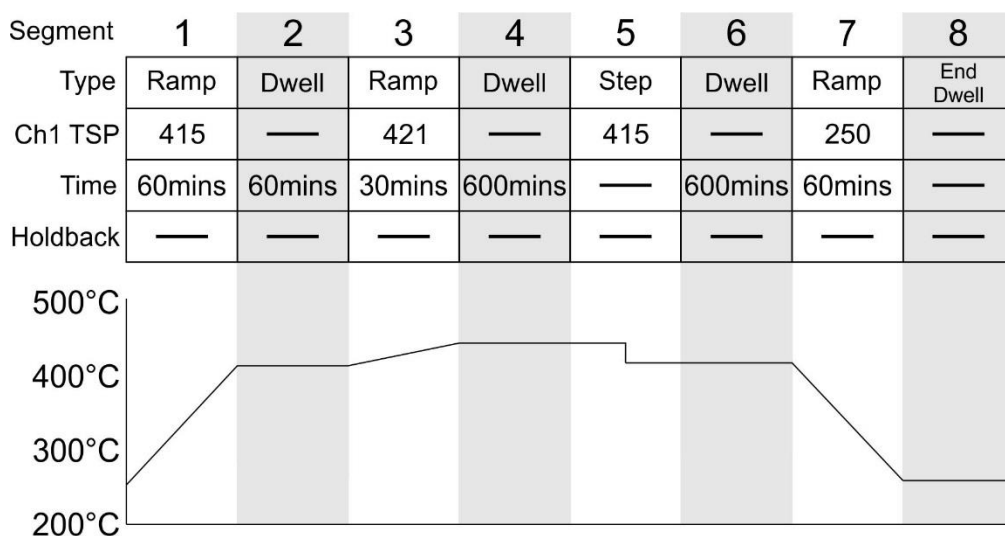 Segment 1 2 3 4 5 6 7 8
Type Ramp Dwell Ramp Dwell Step Dwell Ramp End Dwell
Ch1 TSP 415 — 421 — 415 — 250 —
Time 60mins 60mins 30mins 600mins — 600mins 60mins —
Holdback — — — — — — — —
500°C
400°C
300°C
200°C